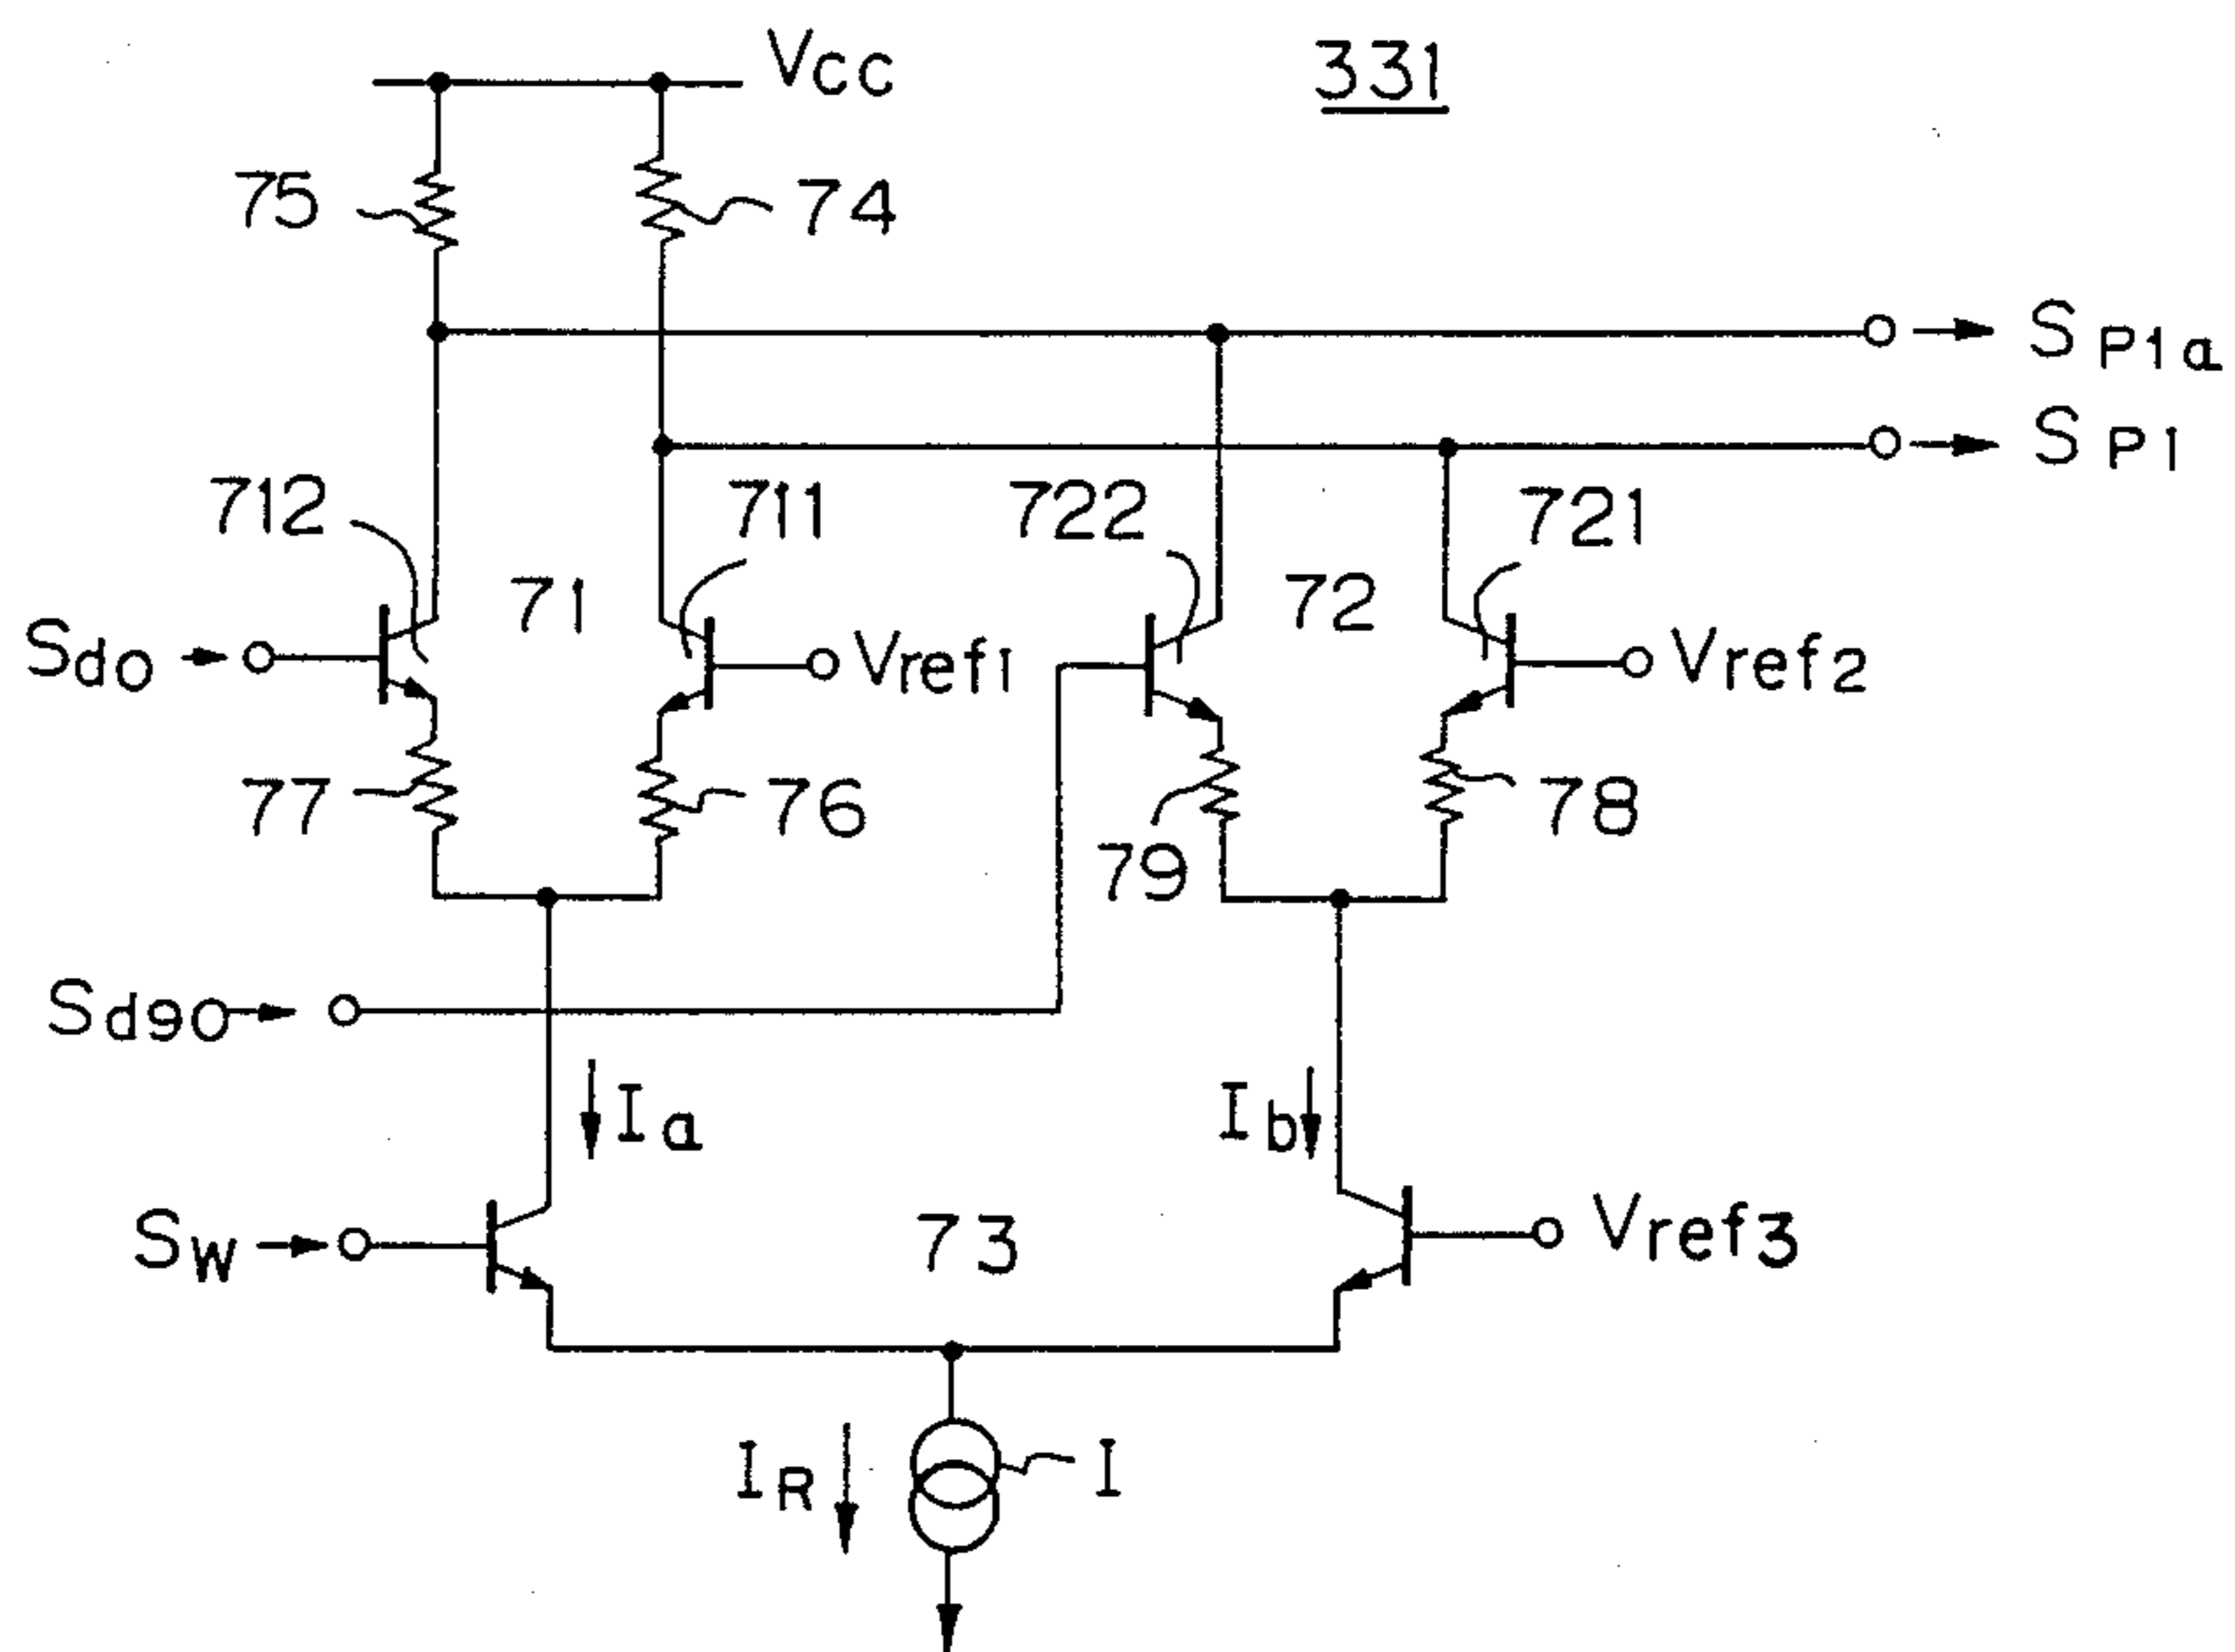 Vcc
331
75
74
SP1a
SP1
712
711
722
721
71
72
Sd0
Vref1
Vref2
77
76
79
78
Sd90
Ia
Ib
Sw
73
Vref3
IR
I